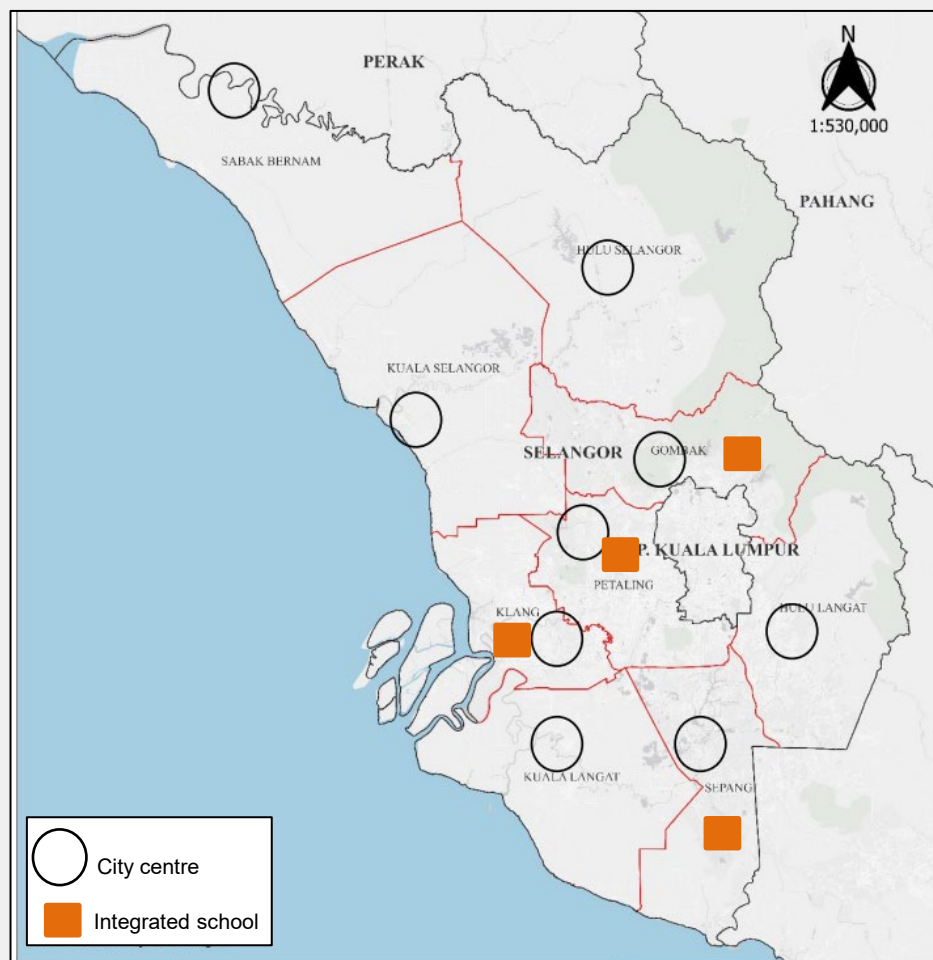 PERAK
N
1:530,000
SABAK BERNAM
PAHANG
HULU SELANGOR
KUALA SELANGOR
SELANGOR
GOMBAK
P. KUALA LUMPUR
PETALING
KLANG
HULU LANGAT
KUALA LANGAT
SEPANG
City centre
Integrated school